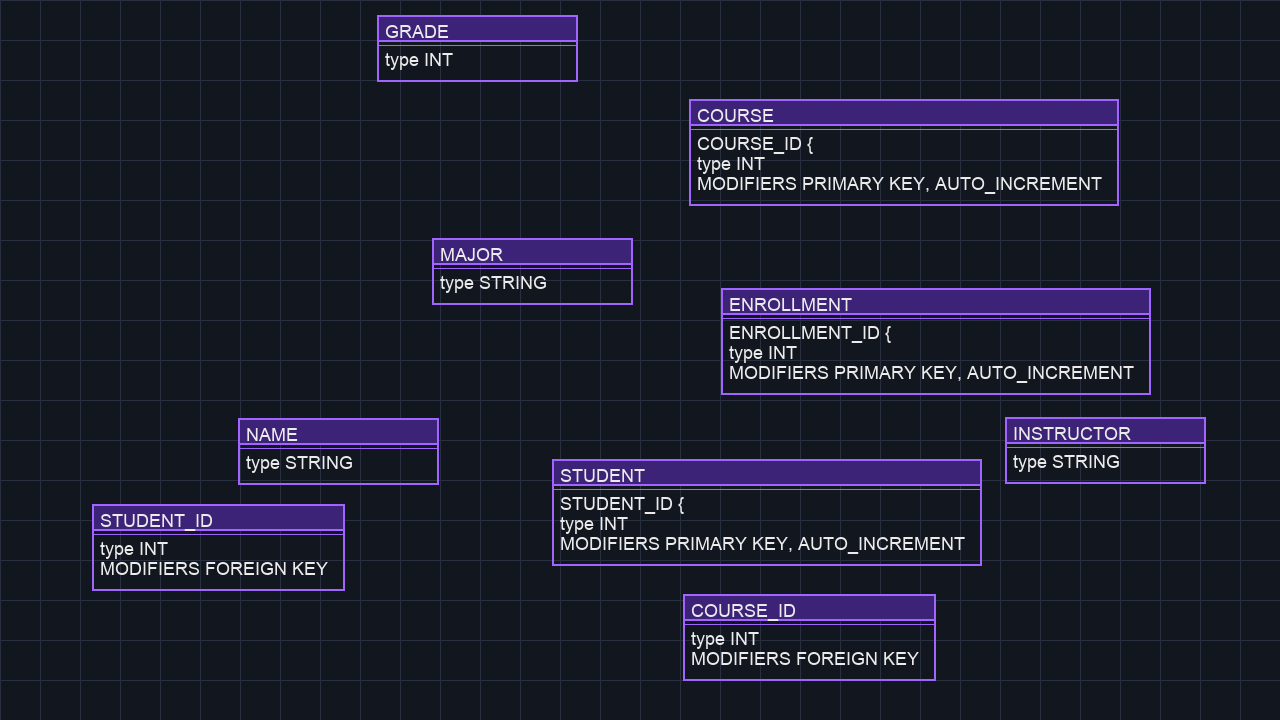 GRADE
type INT
COURSE
COURSE_ID {
type INT
MODIFIERS PRIMARY KEY, AUTO_INCREMENT
MAJOR
type STRING
ENROLLMENT
ENROLLMENT_ID {
type INT
MODIFIERS PRIMARY KEY, AUTO_INCREMENT
NAME
type STRING
INSTRUCTOR
type STRING
STUDENT
STUDENT_ID {
type INT
MODIFIERS PRIMARY KEY, AUTO_INCREMENT
STUDENT_ID
type INT
MODIFIERS FOREIGN KEY
COURSE_ID
type INT
MODIFIERS FOREIGN KEY